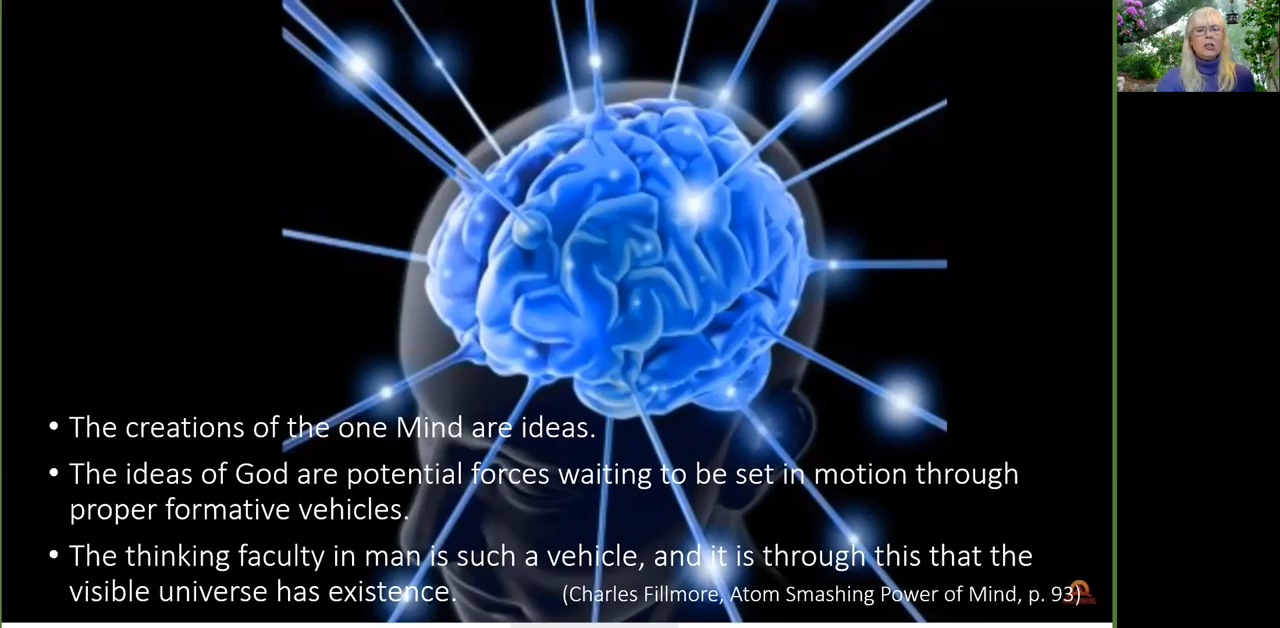 • The creations of the one Mind are ideas.
• The ideas of God are potential forces waiting to be set in motion through
proper formative vehicles.
• The thinking faculty in man is such a vehicle, and it is through this that the
visible universe has existence.
(Charles Fillmore, Atom Smashing Power of Mind, p. 93)